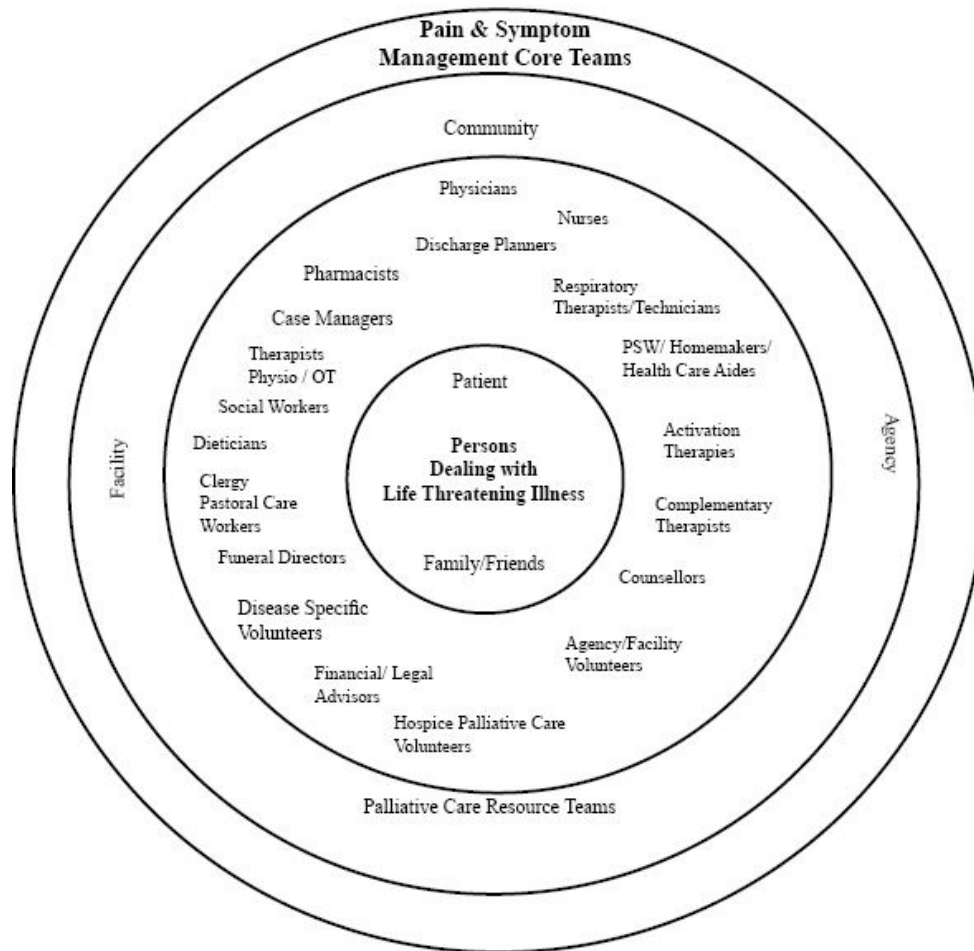 Pain & Symptom
Management Core Teams
Community
Physicians
Nurses
Discharge Planners
Pharmacists
Respiratory
Therapists/Technicians
Case Managers
PSW/ Homemakers/
Health Care Aides
Therapists
Physio / OT
Social Workers
Patient
Dieticians
Activation
Therapies
Agency
Facility
Persons
Dealing with
Life Threatening Illness
Clergy
Pastoral Care
Workers
Complementary
Therapists
Funeral Directors
Family/Friends
Counsellors
Disease Specific
Volunteers
Agency/Facility
Volunteers
Financial/ Legal
Advisors
Hospice Palliative Care
Volunteers
Palliative Care Resource Teams